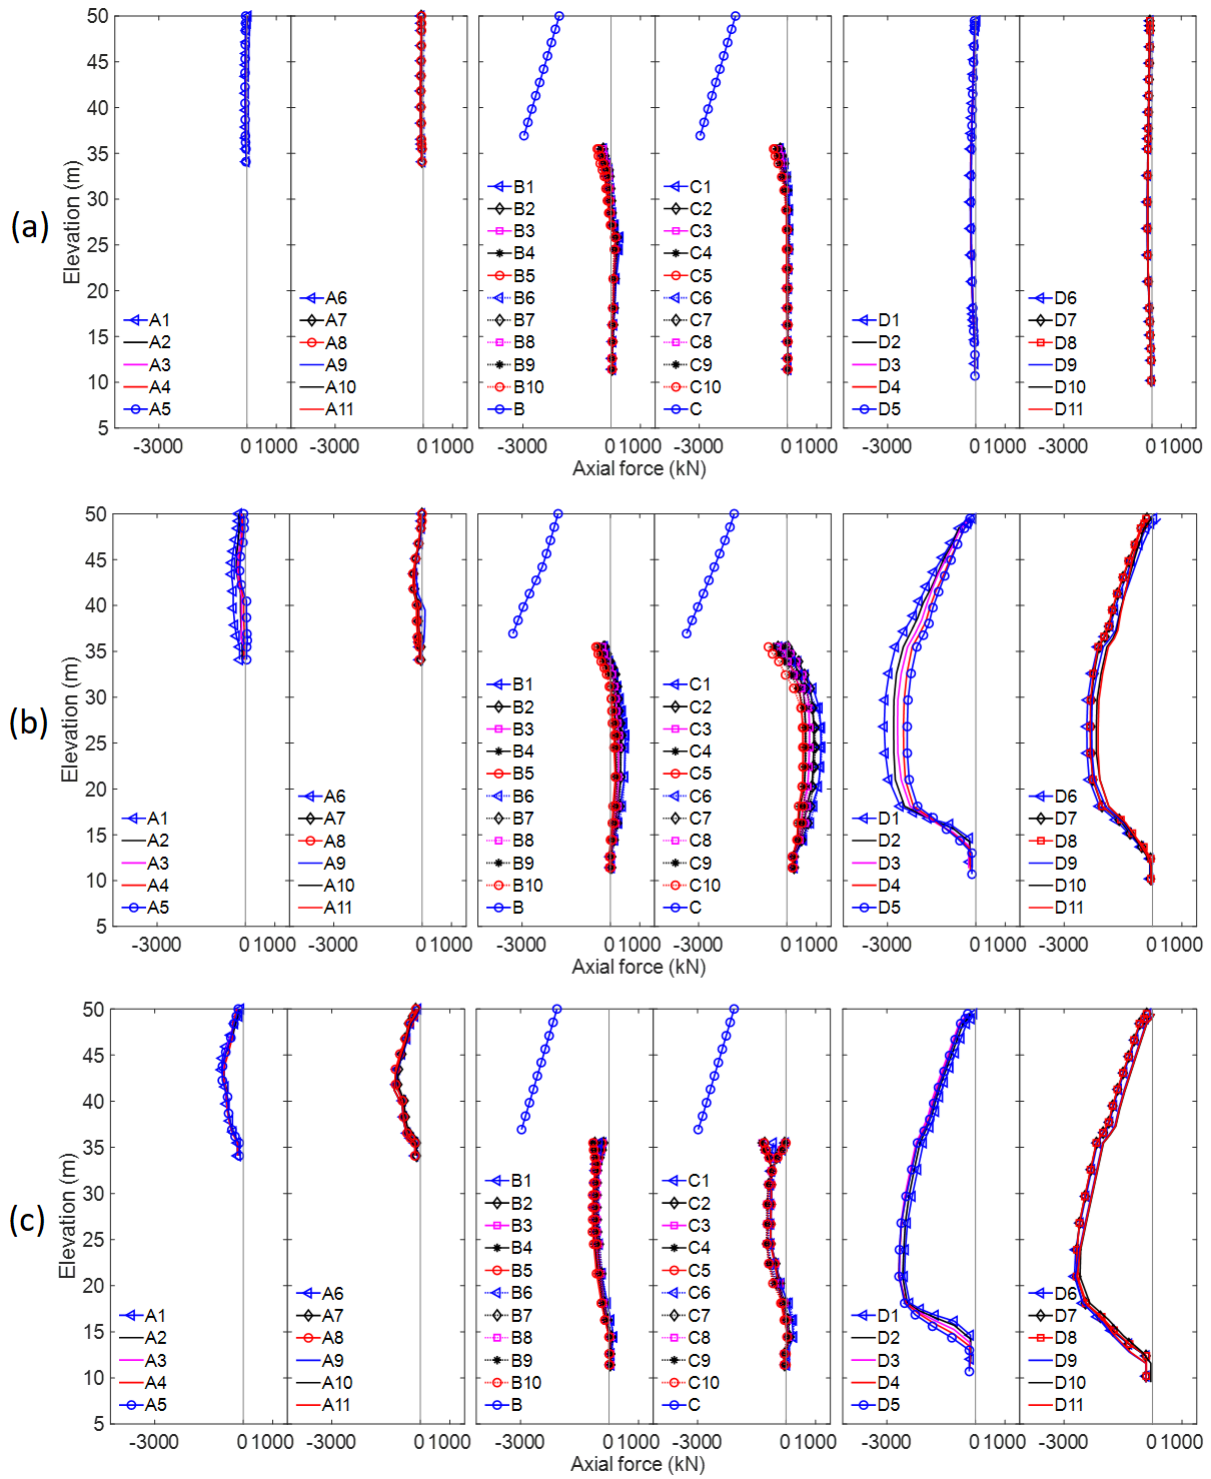 (a)
Elevation (m)
50
45
40
35
30
25
20
15
10
5
A1
A2
A3
A4
A5
-3000
0 1000
A6
A7
A8
A9
A10
A11
-3000
0 1000
B1
B2
B3
B4
B5
B6
B7
B8
B9
B10
B
-3000
0 1000
C1
C2
C3
C4
C5
C6
C7
C8
C9
C10
C
-3000
0 1000
D1
D2
D3
D4
D5
-3000
0 1000
D6
D7
D8
D9
D10
D11
-3000
0 1000
Axial force (kN)
(b)
Elevation (m)
50
45
40
35
30
25
20
15
10
5
A1
A2
A3
A4
A5
-3000
0 1000
A6
A7
A8
A9
A10
A11
-3000
0 1000
B1
B2
B3
B4
B5
B6
B7
B8
B9
B10
B
-3000
0 1000
C1
C2
C3
C4
C5
C6
C7
C8
C9
C10
C
-3000
0 1000
D1
D2
D3
D4
D5
-3000
0 1000
D6
D7
D8
D9
D10
D11
-3000
0 1000
Axial force (kN)
(c)
Elevation (m)
50
45
40
35
30
25
20
15
10
5
A1
A2
A3
A4
A5
-3000
0 1000
A6
A7
A8
A9
A10
A11
-3000
0 1000
B1
B2
B3
B4
B5
B6
B7
B8
B9
B10
B
-3000
0 1000
C1
C2
C3
C4
C5
C6
C7
C8
C9
C10
C
-3000
0 1000
D1
D2
D3
D4
D5
-3000
0 1000
D6
D7
D8
D9
D10
D11
-3000
0 1000
Axial force (kN)